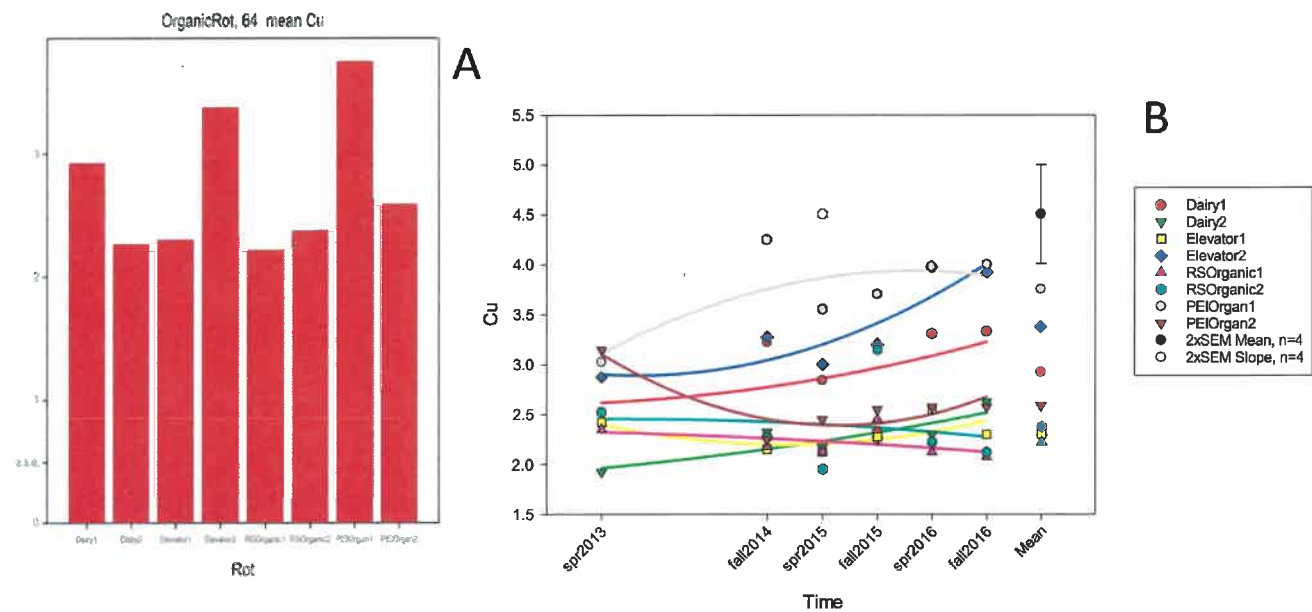 OrganicRot, 64 mean Cu
A
3
2
1
0
Dairy1
Dairy2
Elevator1
Elevator2
RSOrganic1
RSOrganic2
PEIOrgan1
PEIOrgan2
Rot
B
Cu
5.5
5.0
4.5
4.0
3.5
3.0
2.5
2.0
1.5
spr2013
fall2014
spr2015
fall2015
spr2016
fall2016
Mean
Time
Dairy1
Dairy2
Elevator1
Elevator2
RSOrganic1
RSOrganic2
PEIOrgan1
PEIOrgan2
2xSEM Mean, n=4
2xSEM Slope, n=4